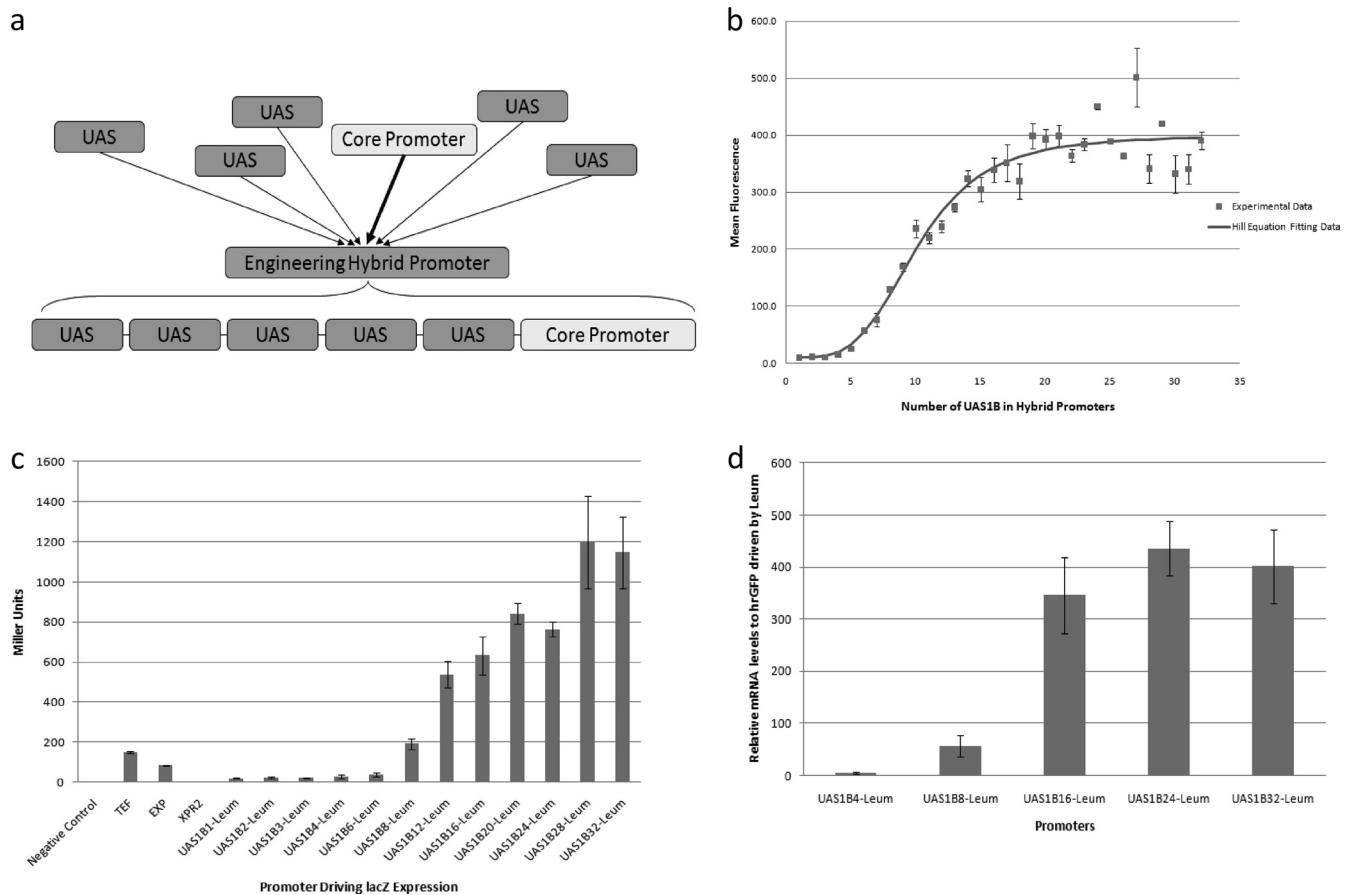 a
UAS
UAS
UAS
UAS
Core Promoter
UAS
Engineering Hybrid Promoter
UAS
UAS
UAS
UAS
UAS
Core Promoter
b
600.0
500.0
400.0
300.0
200.0
100.0
0.0
Mean Fluorescence
0
5
10
15
20
25
30
35
Number of UAS1B in Hybrid Promoters
Experimental Data
Hill Equation Fitting Data
c
1600
1400
1200
1000
800
600
400
200
0
Miller Units
Negative Control
TEF
EXP
XPR2
UAS1B1-Leum
UAS1B2-Leum
UAS1B3-Leum
UAS1B4-Leum
UAS1B6-Leum
UAS1B8-Leum
UAS1B12-Leum
UAS1B16-Leum
UAS1B20-Leum
UAS1B24-Leum
UAS1B28-Leum
UAS1B32-Leum
Promoter Driving lacZ Expression
d
600
500
400
300
200
100
0
Relative mRNA levels to hrGFP driven by Leum
UAS1B4-Leum
UAS1B8-Leum
UAS1B16-Leum
UAS1B24-Leum
UAS1B32-Leum
Promoters